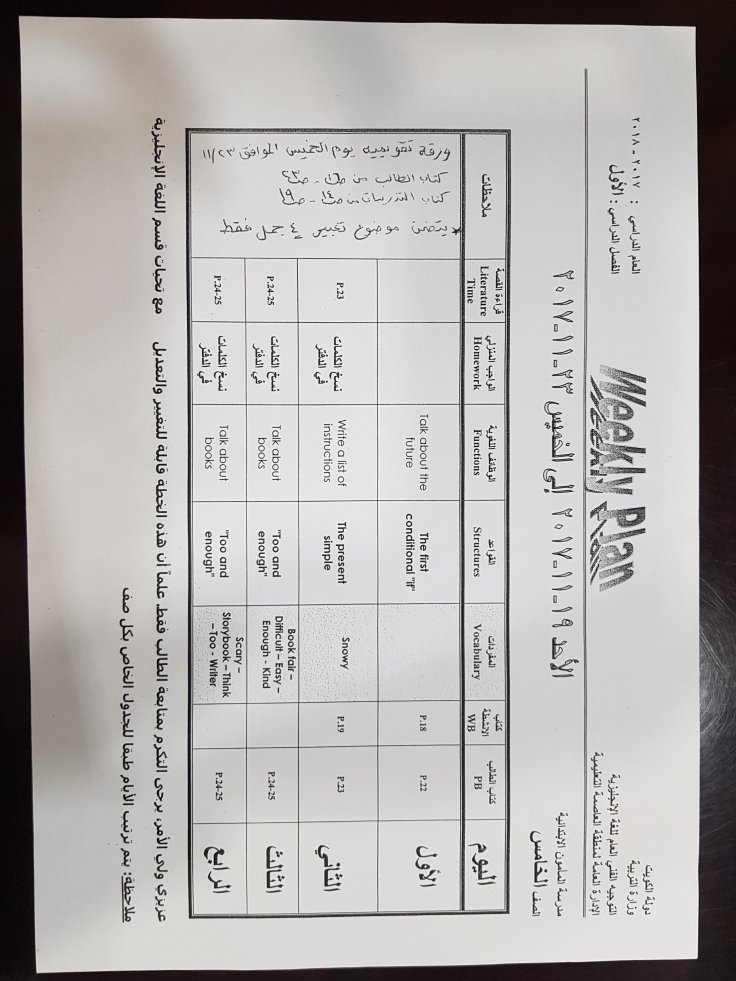 دولة الكويت
وزارة التربية
التوجيه الفني العام للغة الإنجليزية
الإدارة العامة لمنطقة العاصمة التعليمية
Weekly Plan
العام الدراسي : ٢٠١٧ - ٢٠١٨
الفصل الدراسي : الأول
مدرسة المأمون الابتدائية
الصف الخامس
الأحد ١٩-١١-٢٠١٧ إلى الخميس ٢٣-١١-٢٠١٧
اليوم
كتاب الطالب
PB
كتاب
الأنشطة
WB
المفردات
Vocabulary
القواعد
Structures
الوظائف اللغوية
Functions
الواجب المنزلي
Homework
قراءة القصة
Literature
Time
ملاحظات
الأول
P.22
P.18
The first
conditional "if"
Talk about the
future
الثاني
P.23
P.19
Snowy
The present
simple
Write a list of
instructions
نسخ الكلمات
في الدفتر
P.23
الثالث
P.24-25
Book fair –
Difficult – Easy –
Enough - Kind
"Too and
enough"
Talk about
books
نسخ الكلمات
في الدفتر
P.24-25
الرابع
P.24-25
Scary –
Storybook – Think
– Too - Writer
"Too and
enough"
Talk about
books
نسخ الكلمات
في الدفتر
P.24-25
ورقة تقويميه يوم الخميس الموافق ١١/٢٣
كتاب الطالب من ص١٦ - ص٢٣
كتاب التدريبات من ص١٤ - ص١٩
* يتضمن موضوع تعبير ٤ جمل فقط
عزيزي ولي الأمر، يرجى التكرم بمتابعة الطالب فقط علماً أن هذه الخطة قابلة للتغيير والتعديل مع تحيات قسم اللغة الإنجليزية
ملاحظة: يتم ترتيب الأيام طبقا للجدول الخاص بكل صف